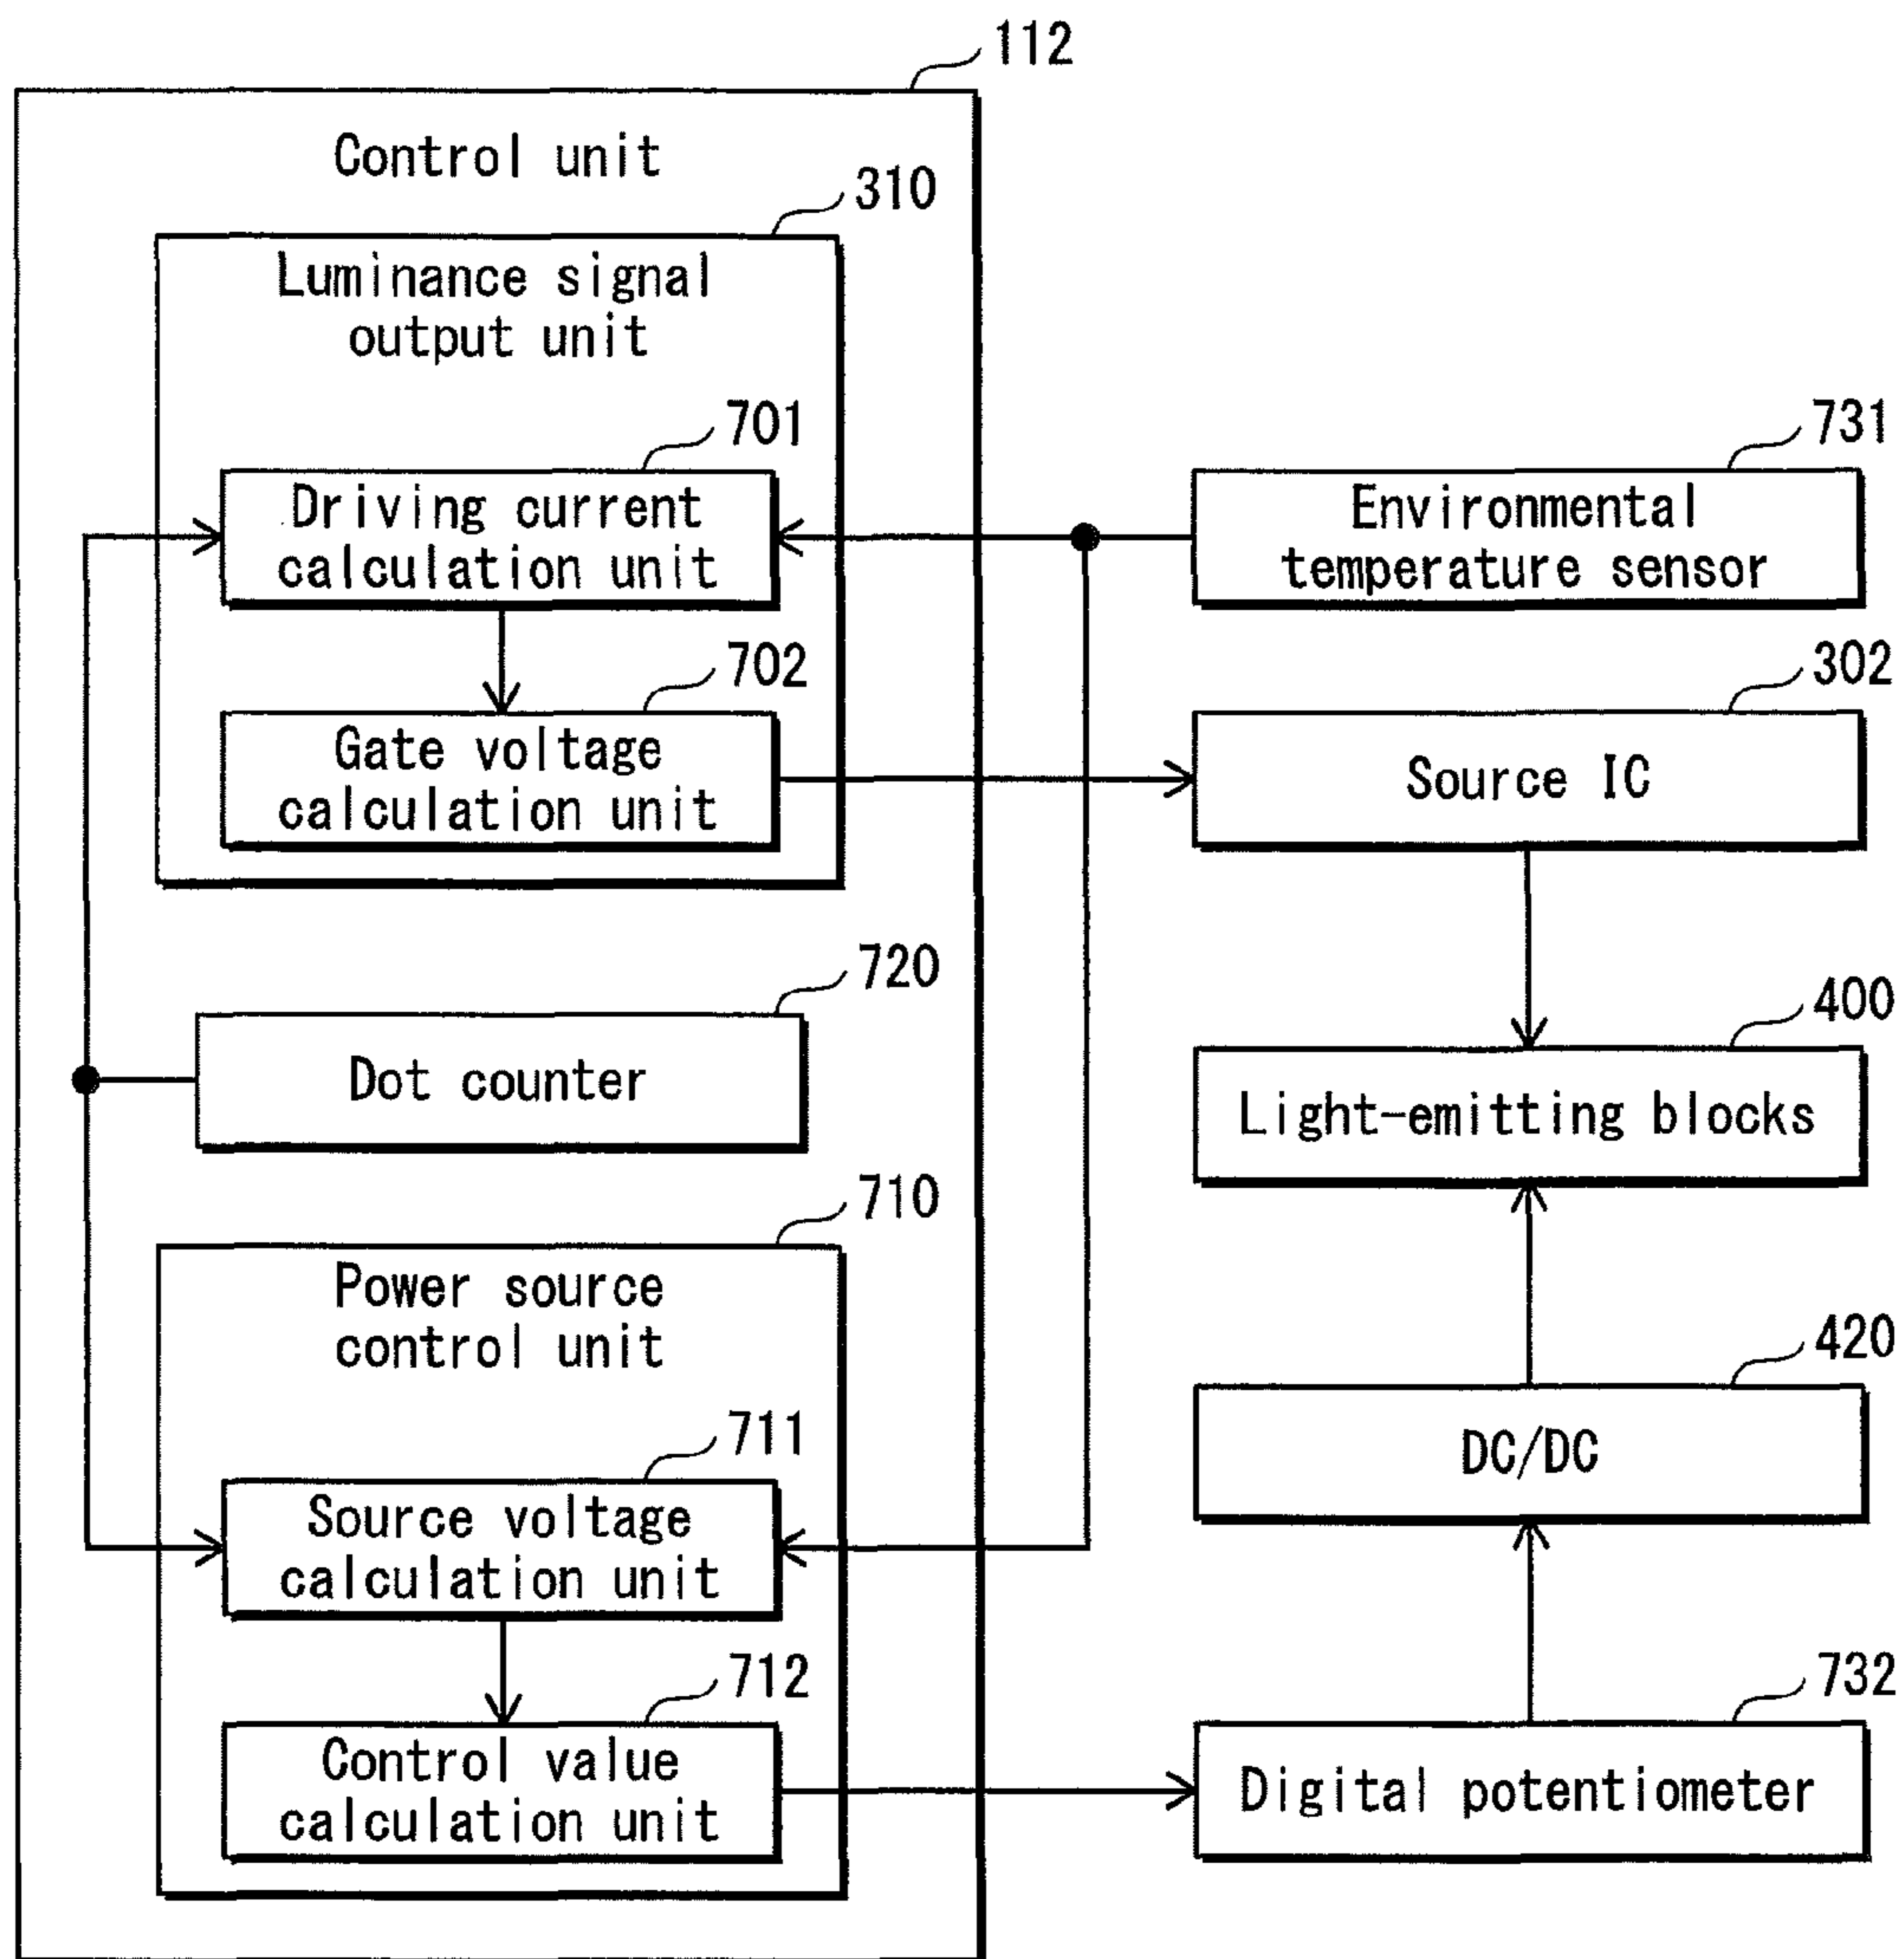 112
Control unit
310
Luminance signal
output unit
701
Driving current
calculation unit
702
Gate voltage
calculation unit
720
Dot counter
710
Power source
control unit
711
Source voltage
calculation unit
712
Control value
calculation unit
731
Environmental
temperature sensor
302
Source IC
400
Light-emitting blocks
420
DC/DC
732
Digital potentiometer